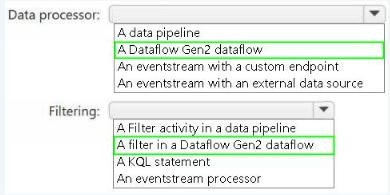 Data processor:
A data pipeline
A Dataflow Gen2 dataflow
An eventstream with a custom endpoint
An eventstream with an external data source
Filtering:
A Filter activity in a data pipeline
A filter in a Dataflow Gen2 dataflow
A KQL statement
An eventstream processor